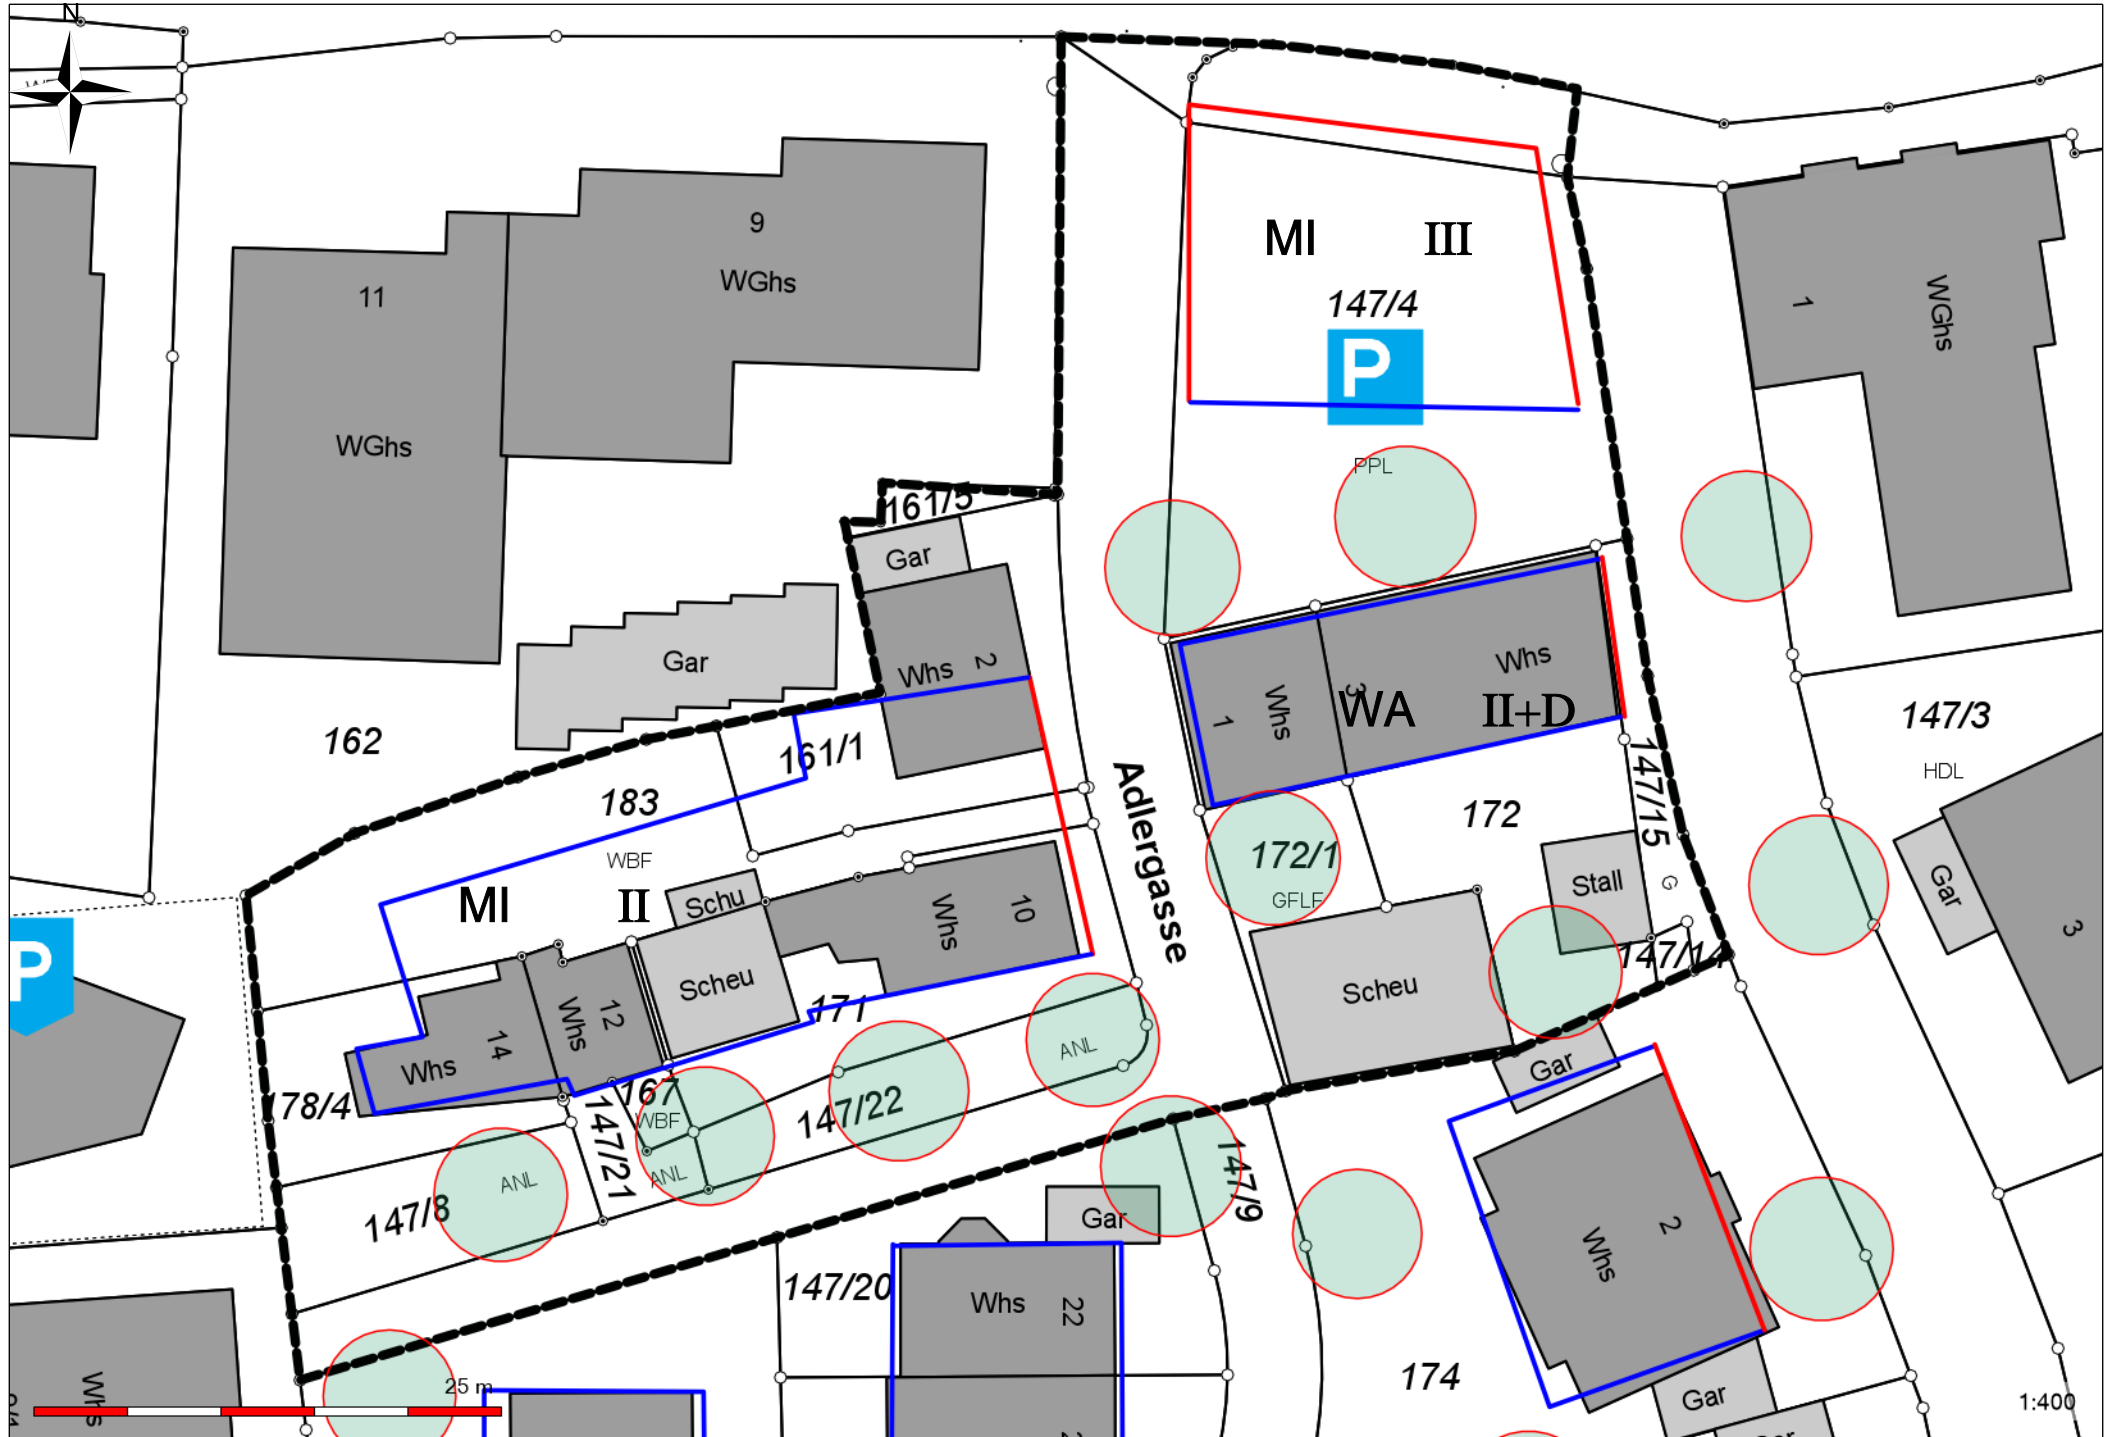 N
9
WGhs
11
WGhs
MI III
147/4
P
1
WGhs
PPL
161/5
Gar
Gar
Whs 2
162
161/1
183
WBF
MI II
Schu
Whs 10
Scheu
171
Whs 12
Whs 14
Adlergasse
1 Whs
3 Whs
WA II+D
172
172/1
GFLF
147/15
G
Stall
147/14
Scheu
147/3
HDL
Gar
3
P
178/4
167
WBF
147/21
147/22
ANL
ANL
ANL
147/8
147/9
Gar
147/20
Whs 22
Gar
Whs 2
174
Gar
Whs
25 m
1:400